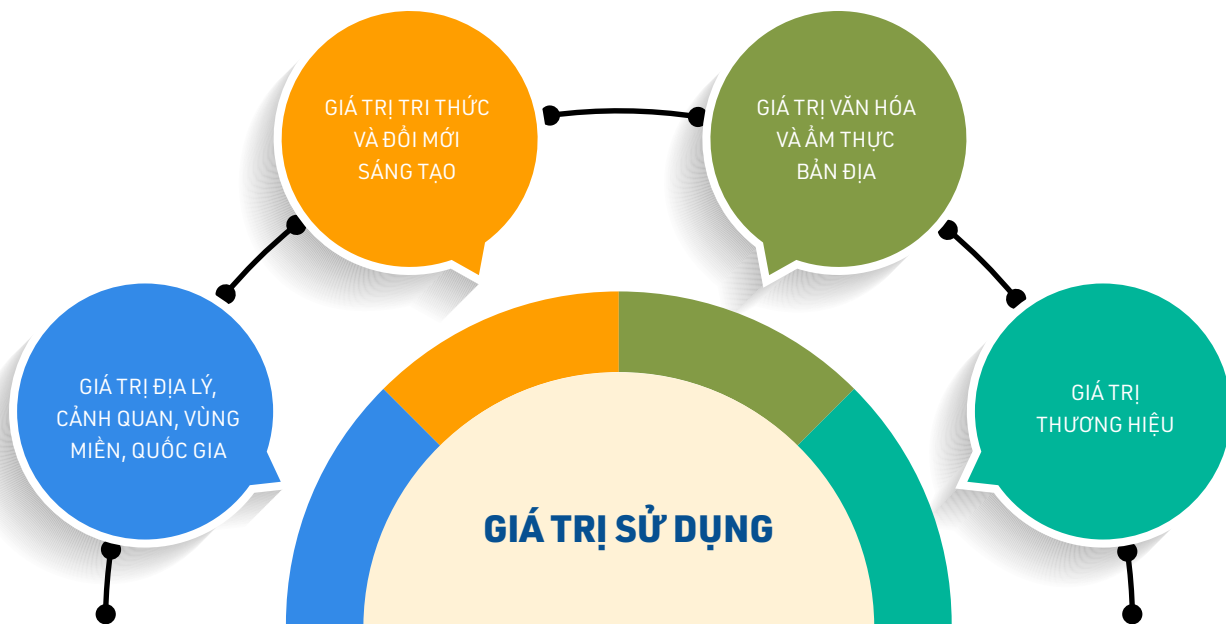 GIÁ TRỊ TRI THỨC
VÀ ĐỔI MỚI
SÁNG TẠO
GIÁ TRỊ VĂN HÓA
VÀ ẨM THỰC
BẢN ĐỊA
GIÁ TRỊ ĐỊA LÝ,
CẢNH QUAN, VÙNG
MIỀN, QUỐC GIA
GIÁ TRỊ
THƯƠNG HIỆU
GIÁ TRỊ SỬ DỤNG